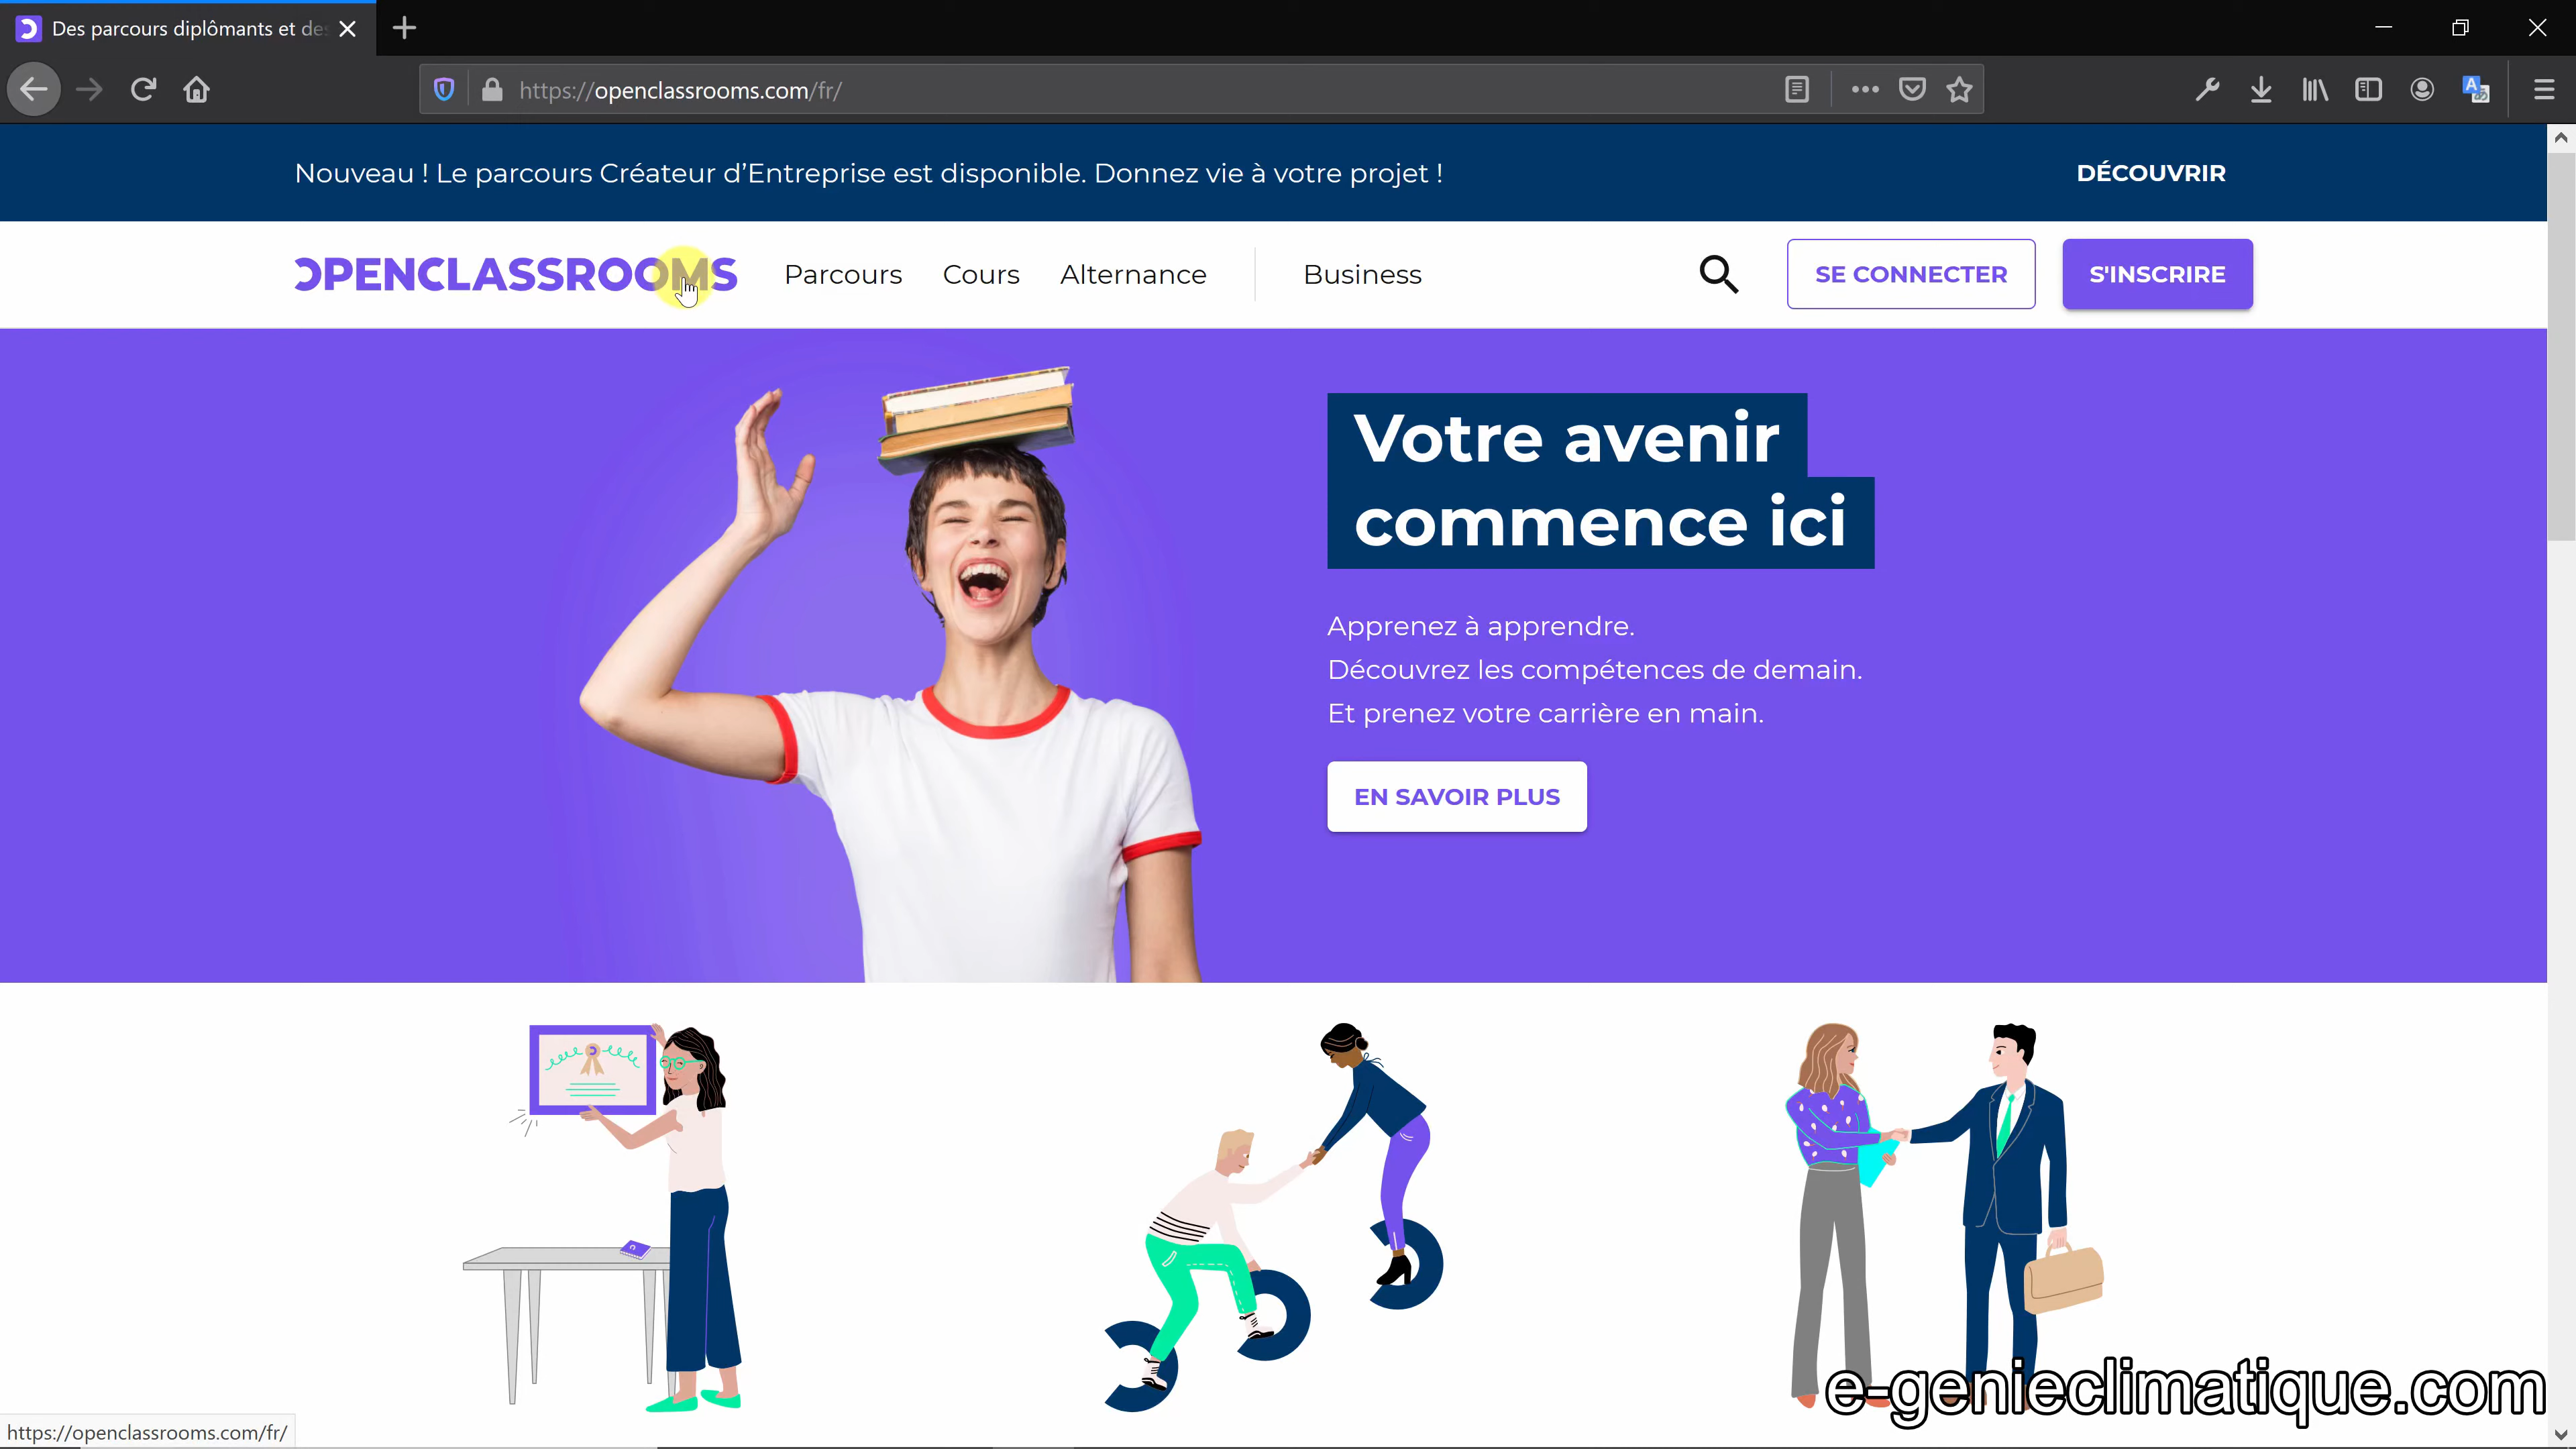 Des parcours diplômants et des
https://openclassrooms.com/fr/
Nouveau ! Le parcours Créateur d’Entreprise est disponible. Donnez vie à votre projet !
DÉCOUVRIR
OPENCLASSROOMS
Parcours
Cours
Alternance
Business
SE CONNECTER
S'INSCRIRE
Votre avenir
commence ici
Apprenez à apprendre.
Découvrez les compétences de demain.
Et prenez votre carrière en main.
EN SAVOIR PLUS
e-genieclimatique.com
https://openclassrooms.com/fr/